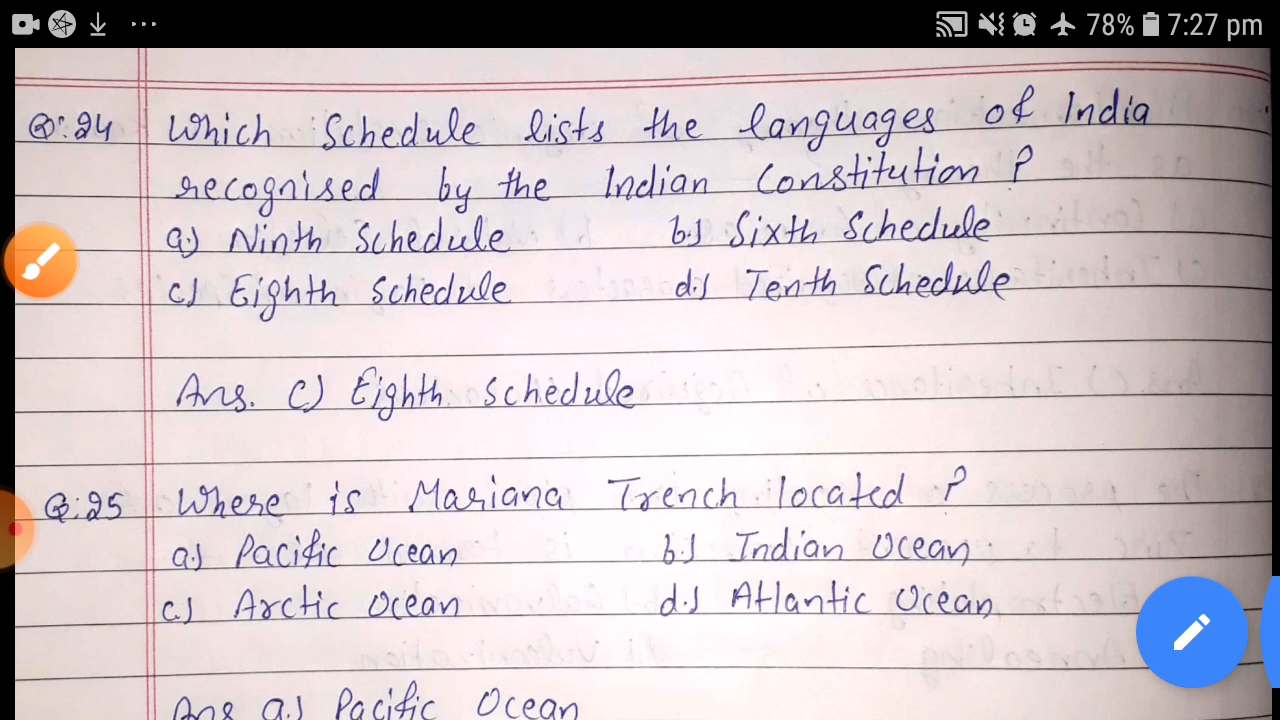 78% 7:27 pm
Q:24 Which Schedule lists the languages of India
recognised by the Indian Constitution ?
a.) Ninth Schedule b.) Sixth Schedule
c.) Eighth Schedule d.) Tenth Schedule
Ans. C) Eighth Schedule
Q:25 Where is Mariana Trench located ?
a.) Pacific Ocean b.) Indian Ocean
c.) Arctic Ocean d.) Atlantic Ocean
Ans a.) Pacific Ocean